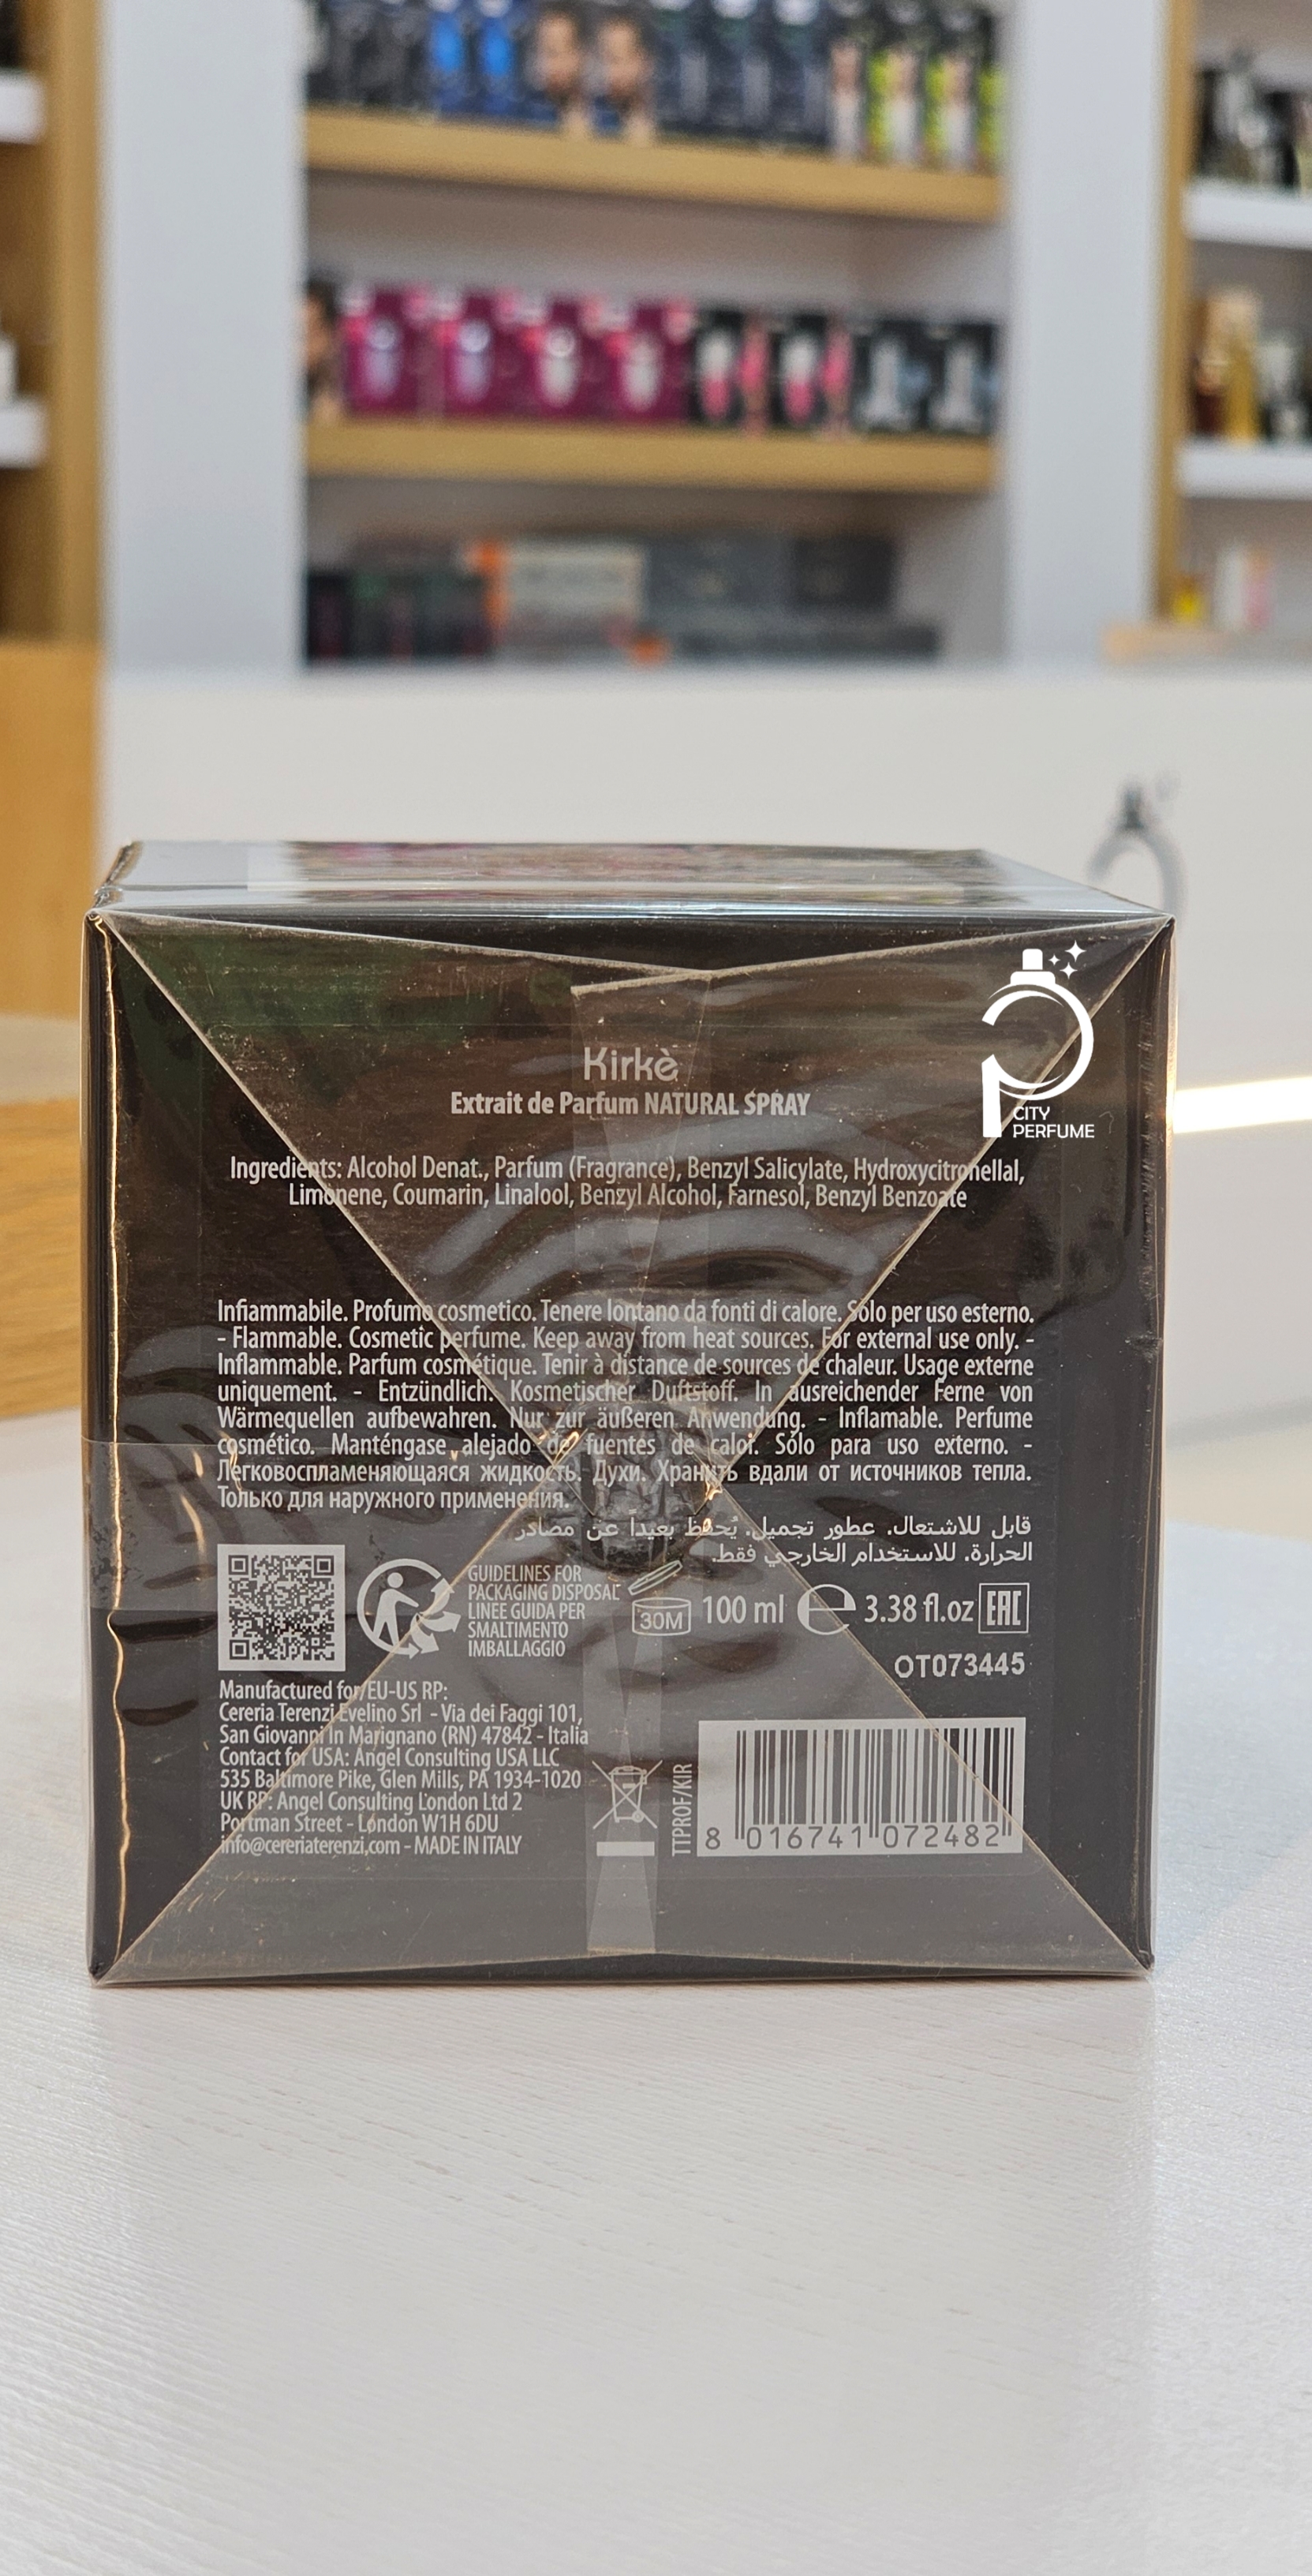 Kirkè
Extrait de Parfum NATURAL SPRAY
CITY
PERFUME
Ingredients: Alcohol Denat., Parfum (Fragrance), Benzyl Salicylate, Hydroxycitronellal,
Limonene, Coumarin, Linalool, Benzyl Alcohol, Farnesol, Benzyl Benzoate
Infiammabile. Profumo cosmetico. Tenere lontano da fonti di calore. Solo per uso esterno.
- Flammable. Cosmetic perfume. Keep away from heat sources. For external use only. -
Inflammable. Parfum cosmétique. Tenir à distance de sources de chaleur. Usage externe
uniquement. - Entzündlich. Kosmetischer Duftstoff. In ausreichender Ferne von
Wärmequellen aufbewahren. Nur zur äußeren Anwendung. - Inflamable. Perfume
cosmético. Manténgase alejado de fuentes de calor. Sólo para uso externo. -
Легковоспламеняющаяся жидкость. Духи. Хранить вдали от источников тепла.
Только для наружного применения.
قابل للاشتعال. عطور تجميل. يُحفظ بعيداً عن مصادر
الحرارة. للاستخدام الخارجي فقط.
GUIDELINES FOR
PACKAGING DISPOSAL
LINEE GUIDA PER
SMALTIMENTO
IMBALLAGGIO
30M 100 ml e 3.38 fl.oz EAC
OT073445
Manufactured for/EU-US RP:
Cereria Terenzi Evelino Srl - Via dei Faggi 101,
San Giovanni In Marignano (RN) 47842 - Italia
Contact for USA: Angel Consulting USA LLC
535 Baltimore Pike, Glen Mills, PA 1934-1020
UK RP: Angel Consulting London Ltd 2
Portman Street - London W1H 6DU
info@cereriaterenzi.com - MADE IN ITALY
TTPROF/KIR
8 016741 072482